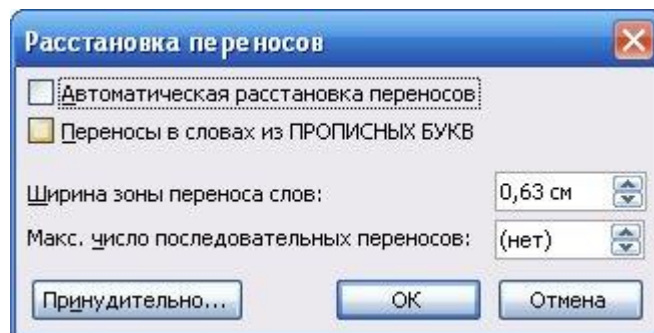 Расстановка переносов
Автоматическая расстановка переносов
Переносы в словах из ПРОПИСНЫХ БУКВ
Ширина зоны переноса слов: 0,63 см
Макс. число последовательных переносов: (нет)
Принудительно... ОК Отмена